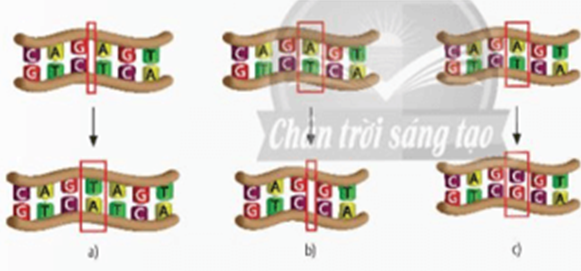 C A G A G T C A G A G T C A G A G T
G T C T C A G T C T C A G T C T C A
Chân trời sáng tạo
C A G T A G T C A G G T C A G C G T
G T C A T C A G T C C A G T C G C A
a) b) c)